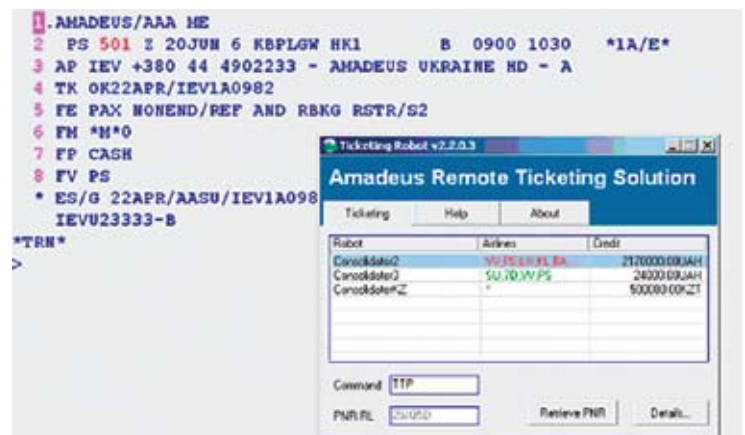 1.AMADEUS/AAA ME
2 PS 501 Z 20JUN 6 KBPLGW HK1 B 0900 1030 *1A/E*
3 AP IEV +380 44 4902233 - AMADEUS UKRAINE HD - A
4 TK OK22APR/IEV1A0982
5 FE PAX NONEND/REF AND RBKG RSTR/S2
6 FM *M*0
7 FP CASH
8 FV PS
* ES/G 22APR/AASU/IEV1A098
IEVU23333-B
*TRN*
>
Ticketing Robot v2.2.0.3
Amadeus Remote Ticketing Solution
Ticketing Help About
Robot Airlines Credit
Consolidator2 2170000.00UAH
Consolidator3 SU,7D,VV,PS 24000.00UAH
ConsolidatorKZ * 500000.00KZT
Command TTP
PNR RL
Retrieve PNR Details...